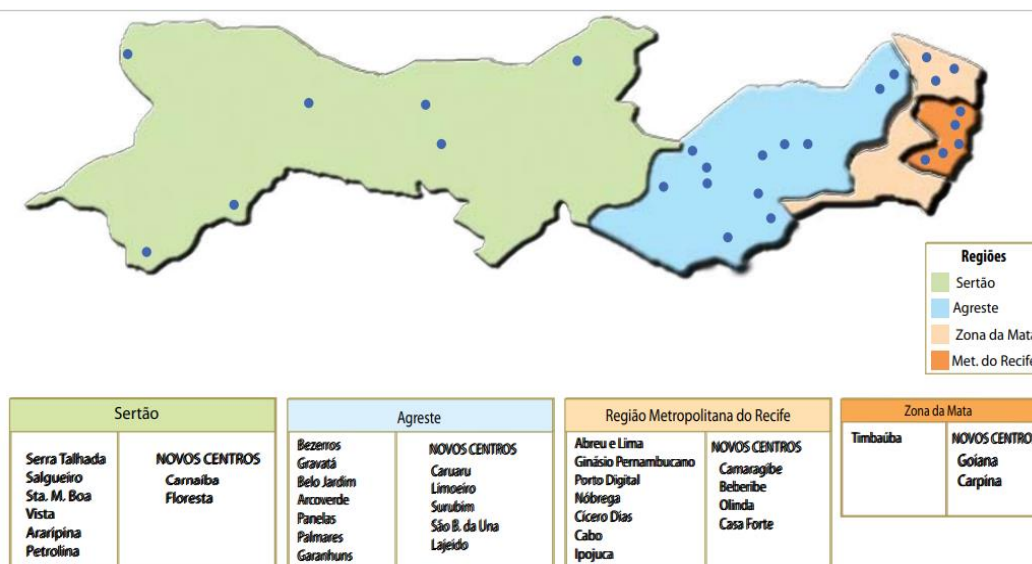 Regiões
Sertão
Agreste
Zona da Mata
Met. do Recife
Sertão
Serra Talhada
Salgueiro
Sta. M. Boa
Vista
Araripina
Petrolina
NOVOS CENTROS
Carnaíba
Floresta
Agreste
Bezerros
Gravatá
Belo Jardim
Arcoverde
Panelas
Palmares
Garanhuns
NOVOS CENTROS
Caruaru
Limoeiro
Surubim
São B. da Una
Lajeido
Região Metropolitana do Recife
Abreu e Lima
Ginásio Pernambucano
Porto Digital
Nóbrega
Cícero Dias
Cabo
Ipojuca
NOVOS CENTROS
Camaragibe
Beberibe
Olinda
Casa Forte
Zona da Mata
Timbaúba
NOVOS CENTRO
Goiana
Carpina